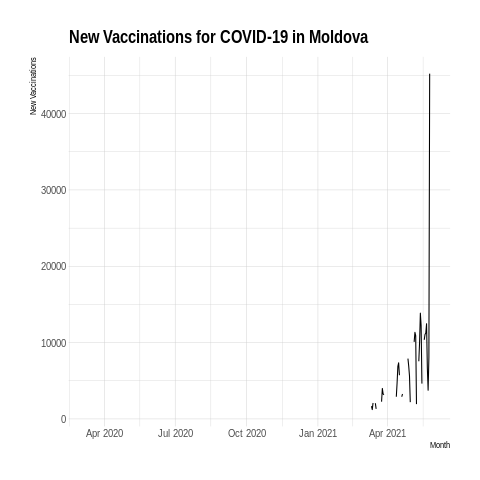 New Vaccinations for COVID-19 in Moldova
New Vaccinations
40000
30000
20000
10000
0
Apr 2020 Jul 2020 Oct 2020 Jan 2021 Apr 2021
Month